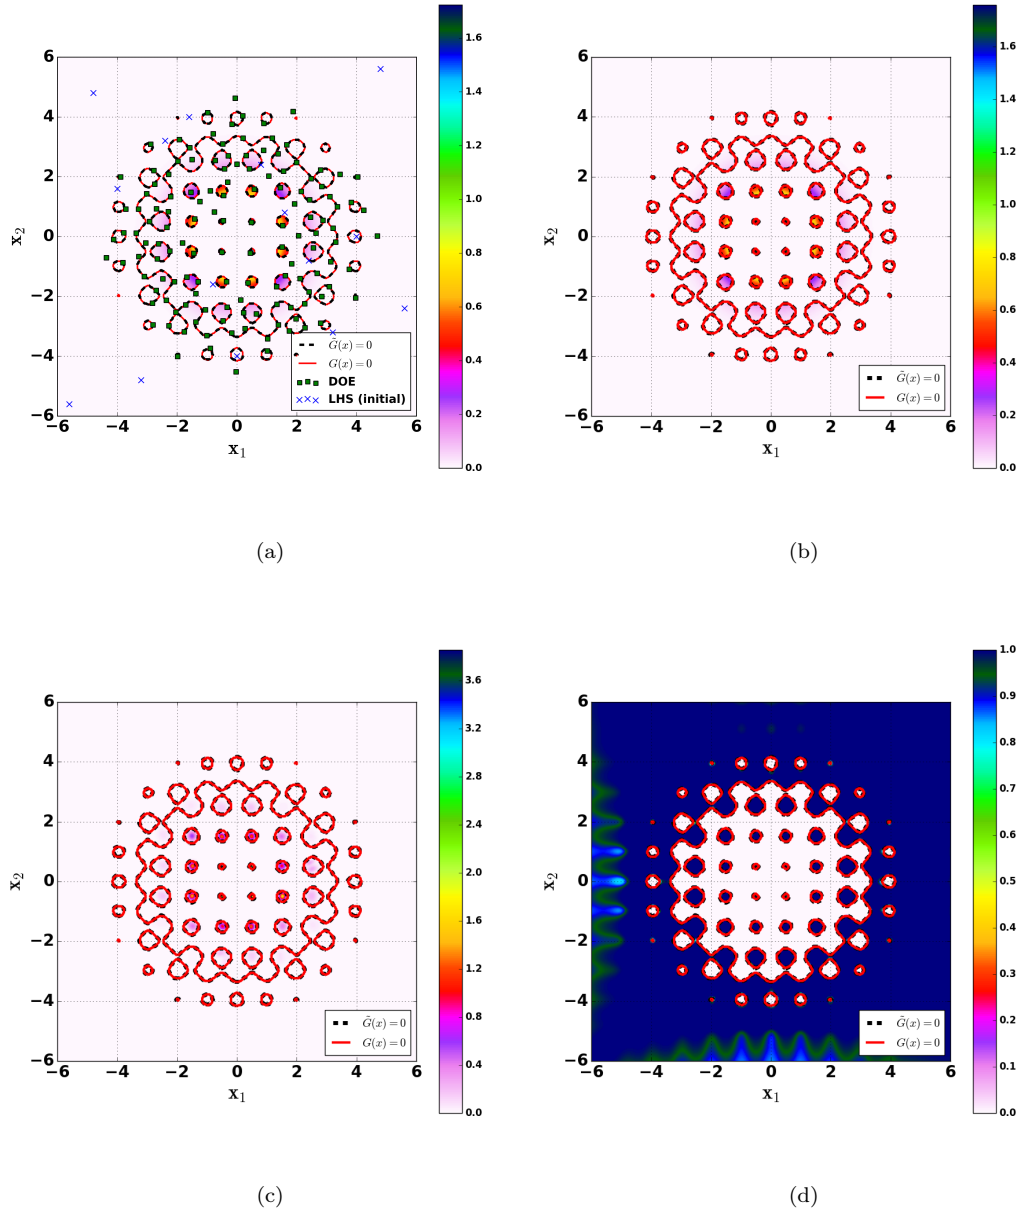 1.6
1.4
1.2
1.0
0.8
0.6
0.4
0.2
0.0
6
4
2
0
−2
−4
−6
−6 −4 −2 0 2 4 6
x₂
x₁
G̃(x) = 0
G(x) = 0
DOE
LHS (initial)
(a)
1.6
1.4
1.2
1.0
0.8
0.6
0.4
0.2
0.0
6
4
2
0
−2
−4
−6
−6 −4 −2 0 2 4 6
x₂
x₁
G̃(x) = 0
G(x) = 0
(b)
3.6
3.2
2.8
2.4
2.0
1.6
1.2
0.8
0.4
0.0
6
4
2
0
−2
−4
−6
−6 −4 −2 0 2 4 6
x₂
x₁
G̃(x) = 0
G(x) = 0
(c)
1.0
0.9
0.8
0.7
0.6
0.5
0.4
0.3
0.2
0.1
0.0
6
4
2
0
−2
−4
−6
−6 −4 −2 0 2 4 6
x₂
x₁
G̃(x) = 0
G(x) = 0
(d)